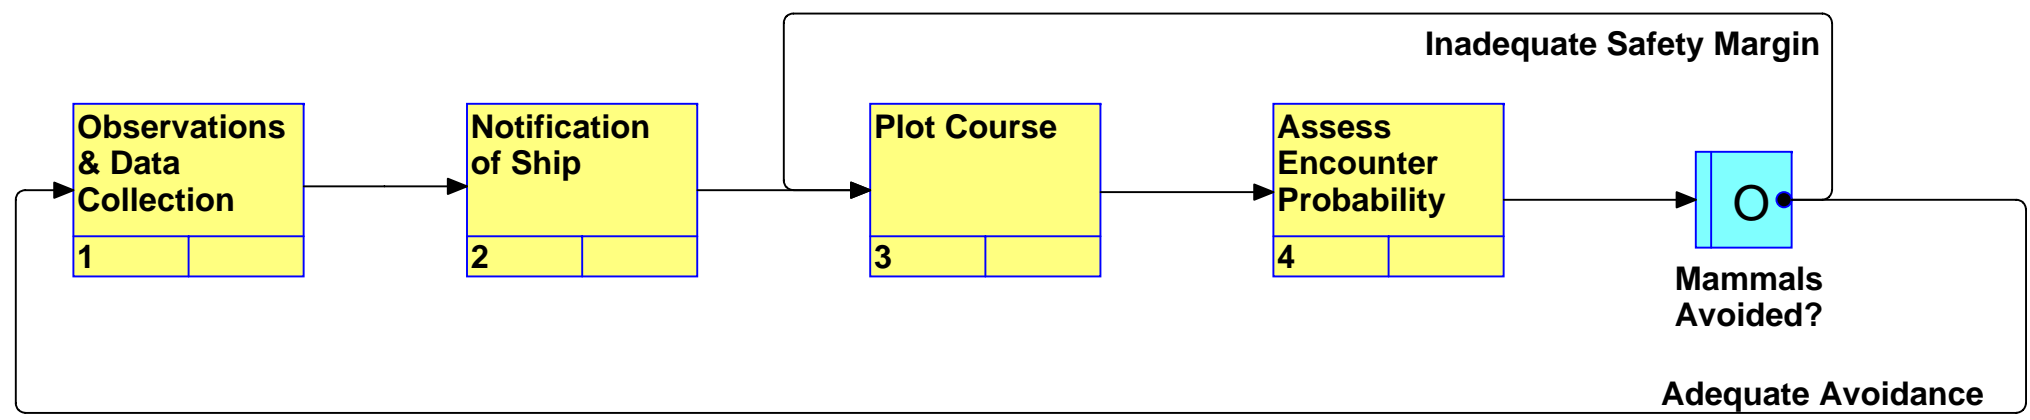 Inadequate Safety Margin
Observations
& Data
Collection
1
Notification
of Ship
2
Plot Course
3
Assess
Encounter
Probability
4
O
Mammals
Avoided?
Adequate Avoidance